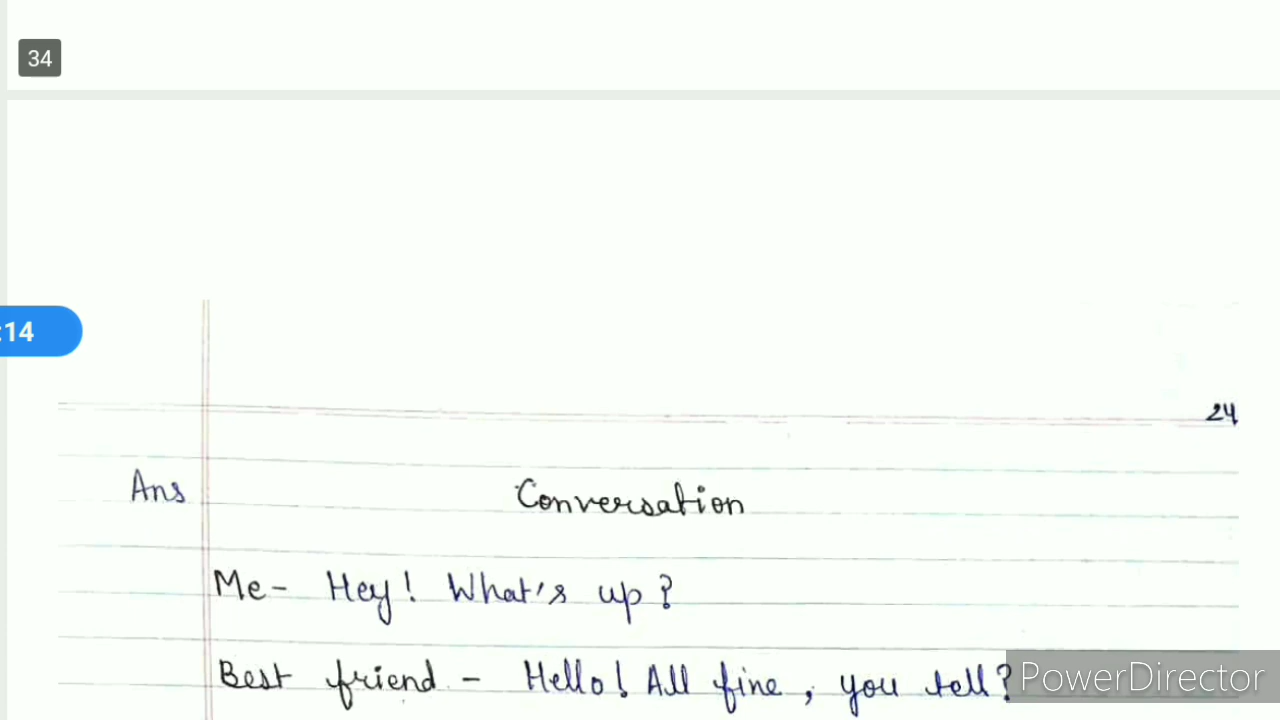 34
:14
24
Ans Conversation
Me - Hey! What's up?
Best friend - Hello! All fine, you tell?
PowerDirector